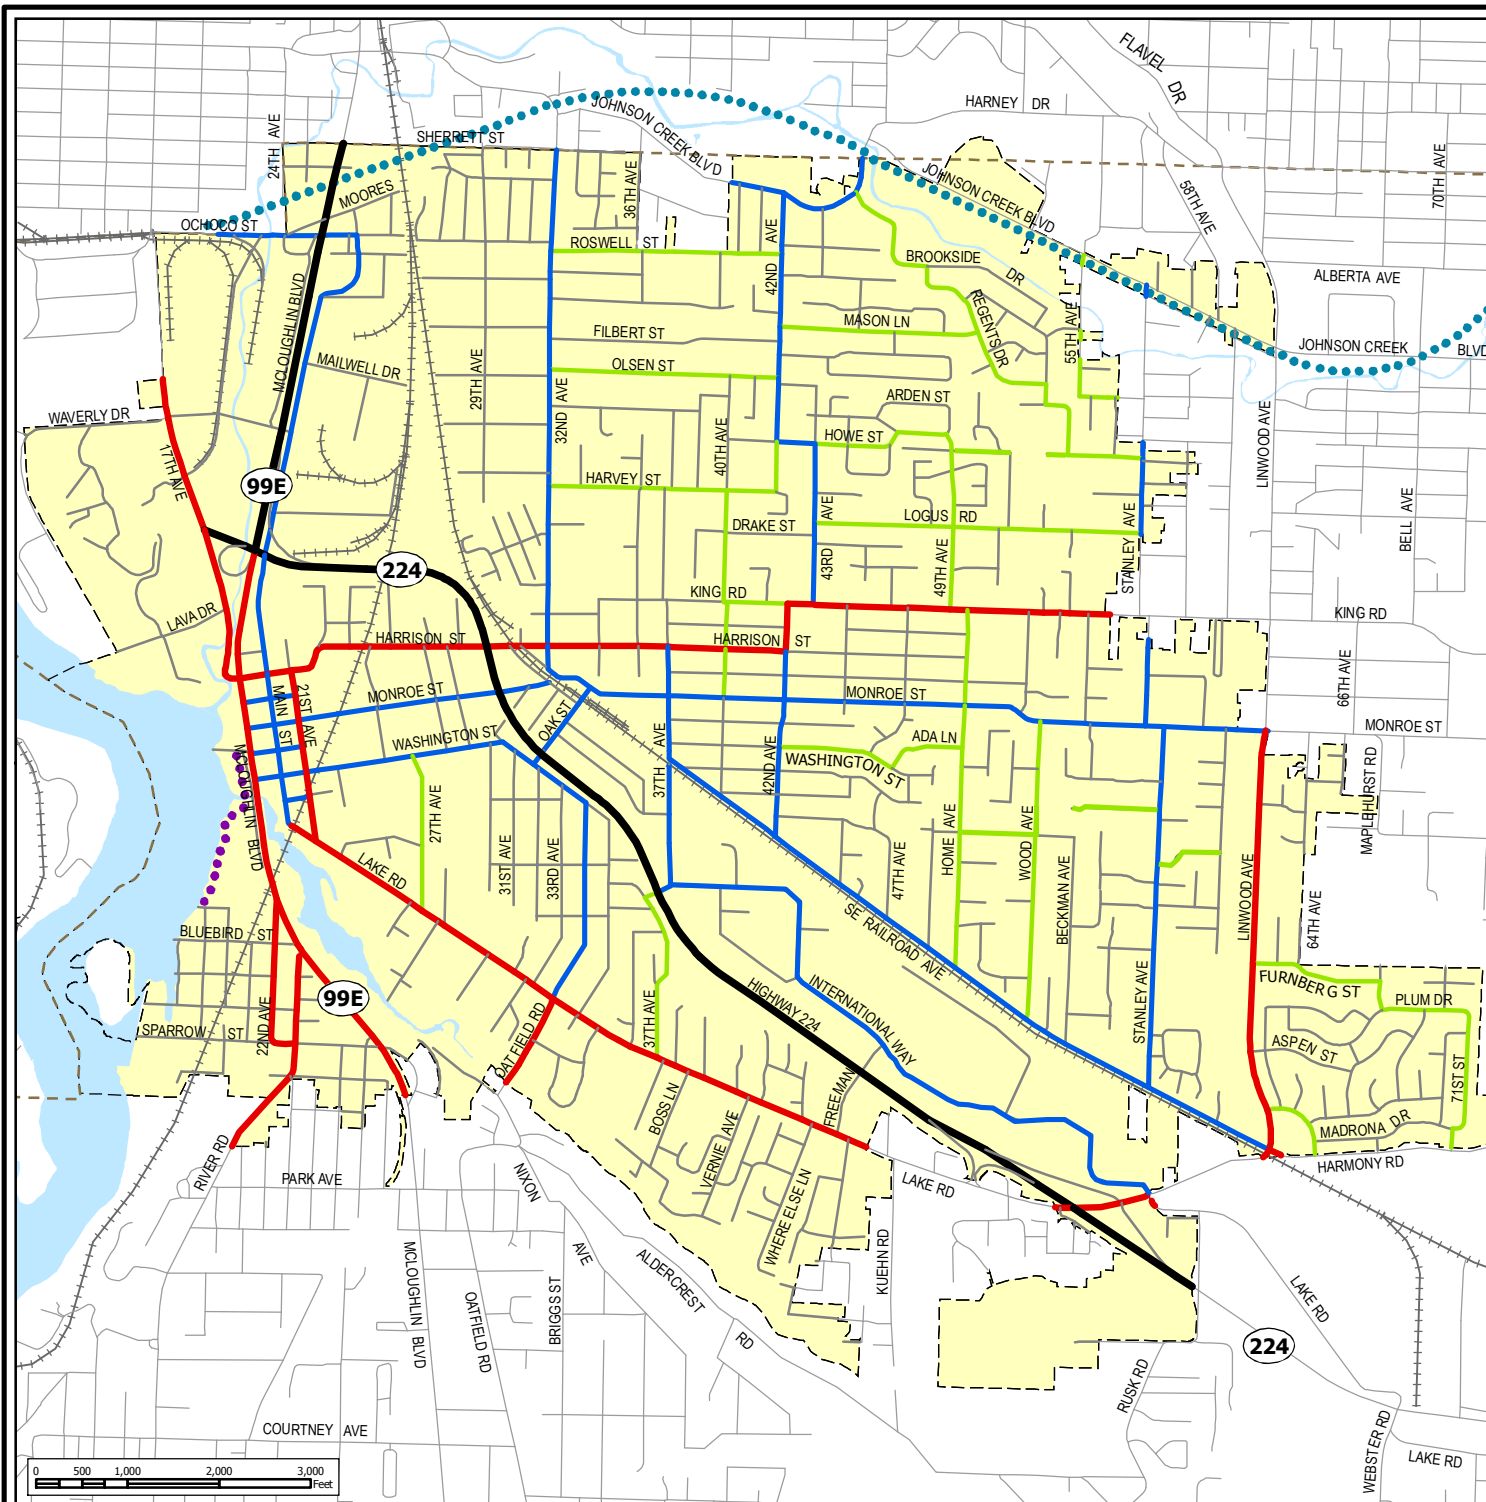 FLAVEL DR
HARNEY DR
JOHNSON CREEK BLVD
SHERRETT ST
24TH AVE
36TH AVE
70TH AVE
MOORES
58TH AVE
JOHNSON CREEK BLVD
OCHOCO ST
ROSWELL ST
42ND AVE
BROOKSIDE DR
ALBERTA AVE
MCLOUGHLIN BLVD
REGENTS DR
MASON LN
FILBERT ST
55TH AVE
JOHNSON CREEK BLVD
MAILWELL DR
29TH AVE
OLSEN ST
32ND AVE
ARDEN ST
WAVERLY DR
HOWE ST
40TH AVE
LINWOOD AVE
17TH AVE
HARVEY ST
99E
DRAKE ST
43RD AVE
LOGUS RD
STANLEY AVE
BELL AVE
49TH AVE
224
KING RD
KING RD
LAVA DR
HARRISON ST
HARRISON ST
66TH AVE
MONROE ST
MONROE ST
MONROE ST
MAIN ST
21ST AVE
WASHINGTON ST
OAK ST
37TH AVE
42ND AVE
ADA LN
WASHINGTON ST
MCLOUGHLIN BLVD
MAPLEHURST RD
27TH AVE
31ST AVE
33RD AVE
LAKE RD
47TH AVE
HOME AVE
WOOD AVE
BECKMAN AVE
LINWOOD AVE
64TH AVE
BLUEBIRD ST
SE RAILROAD AVE
99E
22ND AVE
SPARROW ST
OATFIELD RD
37TH AVE
HIGHWAY 224
INTERNATIONAL WAY
STANLEY AVE
FURNBERG ST
PLUM DR
ASPEN ST
71ST ST
MADRONA DR
HARMONY RD
BOSS LN
VERNIE AVE
FREEMAN
WHERE ELSE LN
RIVER RD
PARK AVE
NIXON AVE
LAKE RD
KUEHN RD
MCLOUGHLIN BLVD
OATFIELD RD
BRIGGS ST
ALDERCREST RD
LAKE RD
224
RUSK RD
COURTNEY AVE
WEBSTER RD
LAKE RD
0 500 1,000 2,000 3,000
Feet